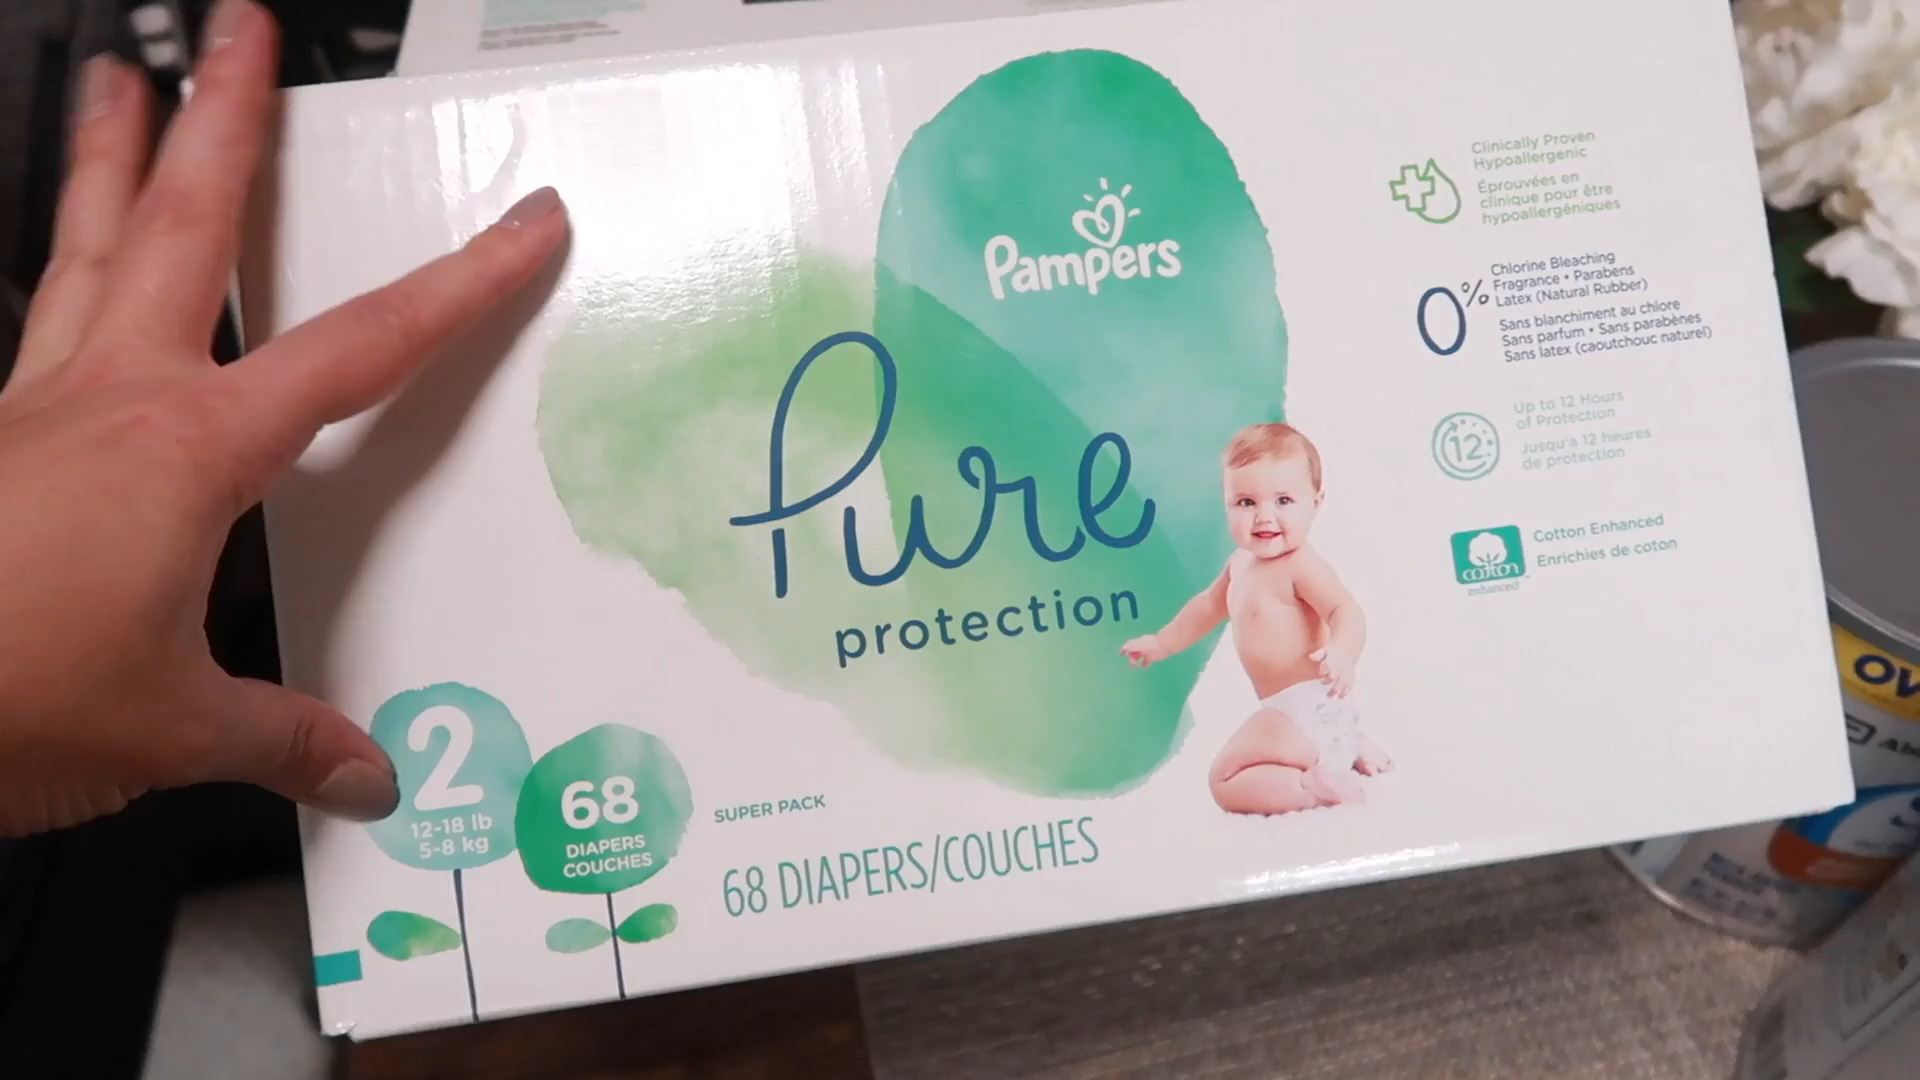 Pampers
Pure
protection
Clinically Proven
Hypoallergenic
Éprouvées en
clinique pour être
hypoallergéniques
0%
Chlorine Bleaching
Fragrance • Parabens
Latex (Natural Rubber)
Sans blanchiment au chlore
Sans parfum • Sans parabènes
Sans latex (caoutchouc naturel)
12
Up to 12 Hours
of Protection
Jusqu'à 12 heures
de protection
cotton
enhanced
Cotton Enhanced
Enrichies de coton
2
12-18 lb
5-8 kg
68
DIAPERS
COUCHES
SUPER PACK
68 DIAPERS/COUCHES